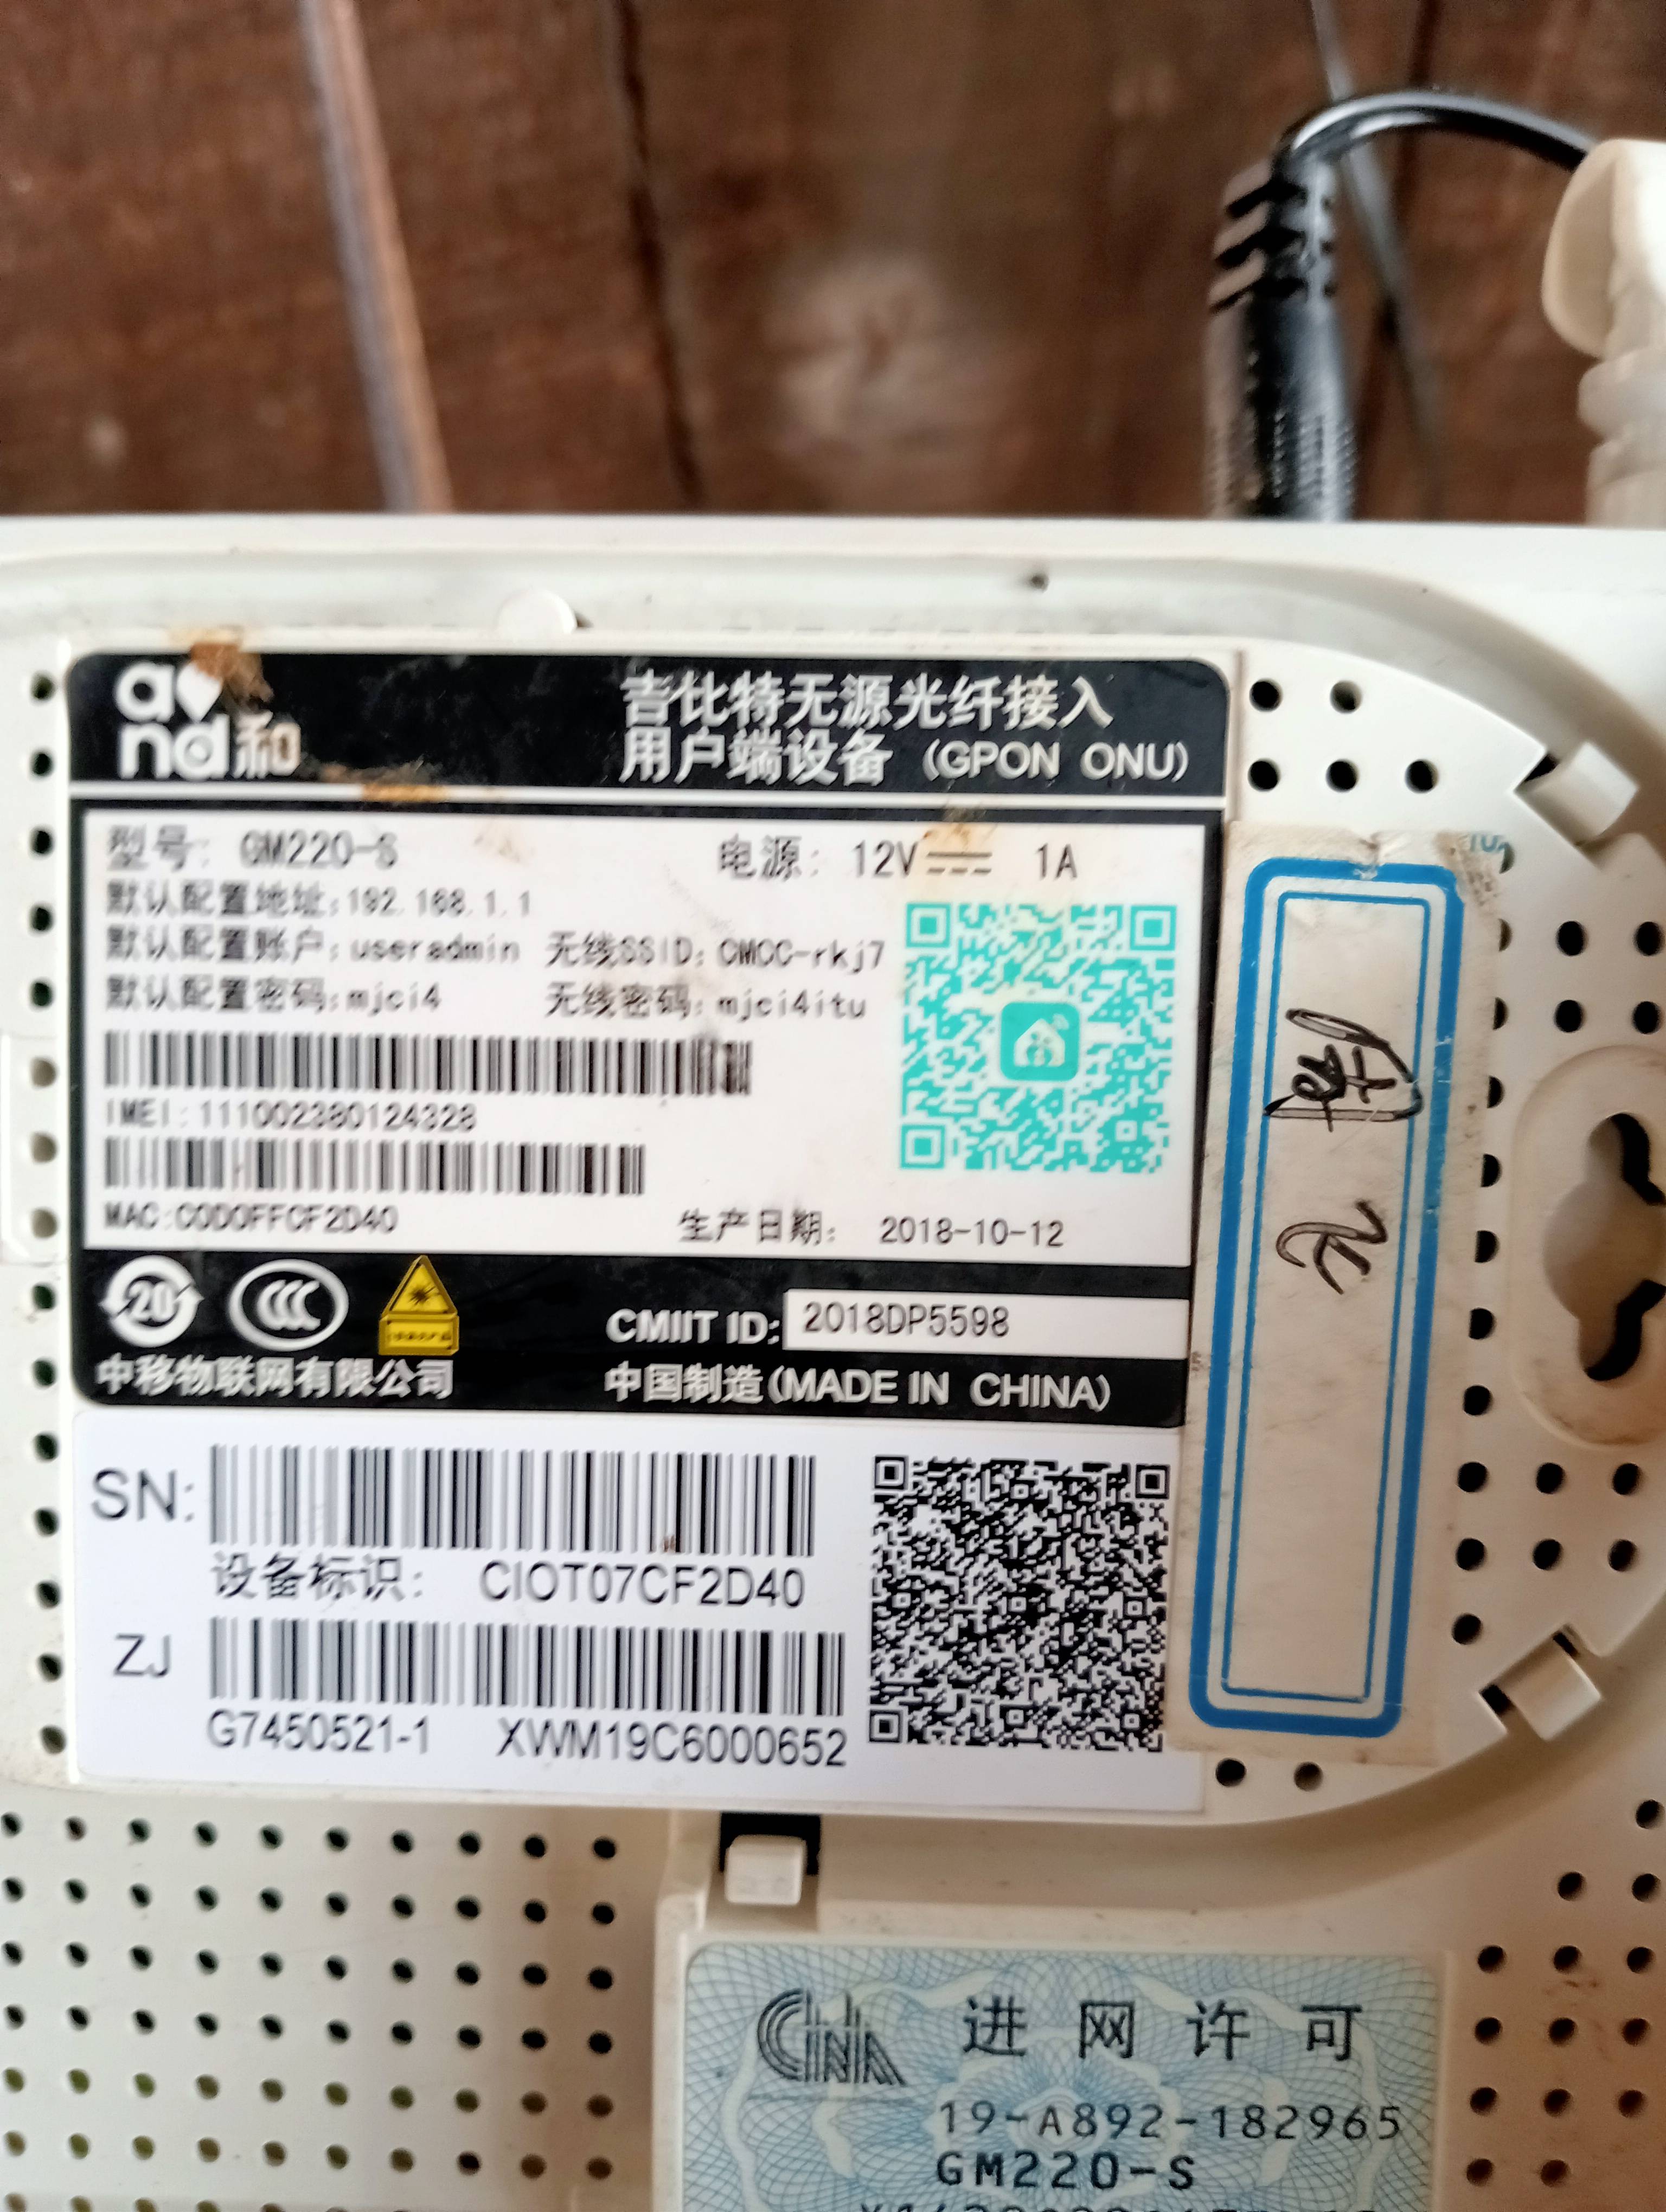 and和
吉比特无源光纤接入
用户端设备 (GPON ONU)
型号: GM220-S 电源: 12V 1A
默认配置地址:192.168.1.1
默认配置账户:useradmin 无线SSID: CMCC-rkj7
默认配置密码:mjci4 无线密码: mjci4itu
IMEI:111002380124328
MAC:C0D0FFCF2D40 生产日期: 2018-10-12
20
CCC
CMIIT ID: 2018DP5598
中移物联网有限公司 中国制造(MADE IN CHINA)
SN:
设备标识: CIOT07CF2D40
ZJ
G7450521-1 XWM19C6000652
CHINA 进网许可
19-A892-182965
GM220-S